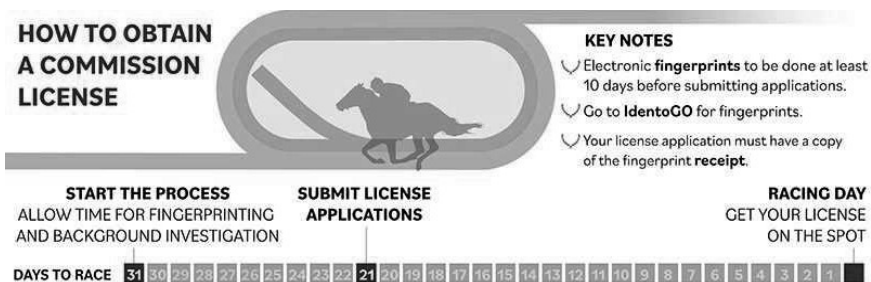 HOW TO OBTAIN
A COMMISSION
LICENSE
KEY NOTES
Electronic fingerprints to be done at least
10 days before submitting applications.
Go to IdentoGO for fingerprints.
Your license application must have a copy
of the fingerprint receipt.
START THE PROCESS
ALLOW TIME FOR FINGERPRINTING
AND BACKGROUND INVESTIGATION
SUBMIT LICENSE
APPLICATIONS
RACING DAY
GET YOUR LICENSE
ON THE SPOT
DAYS TO RACE 31 30 29 28 27 26 25 24 23 22 21 20 19 18 17 16 15 14 13 12 11 10 9 8 7 6 5 4 3 2 1